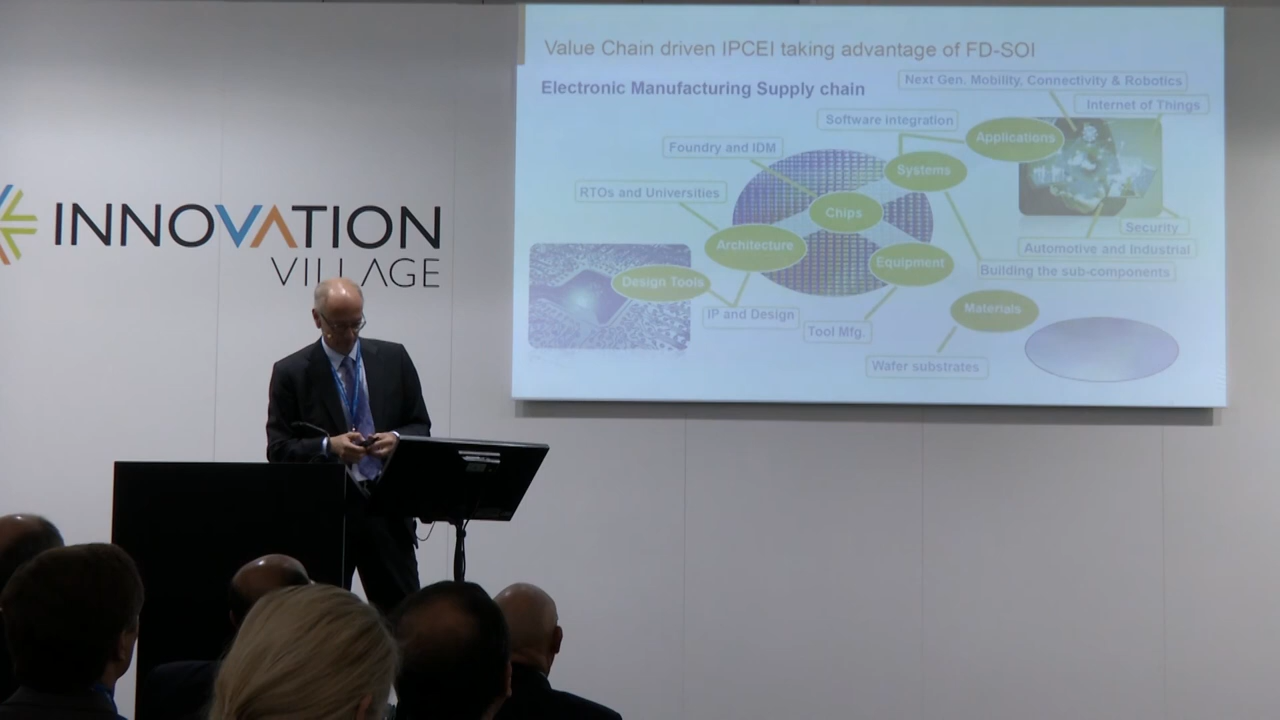 INNOVATION
VILLAGE
Value Chain driven IPCEI taking advantage of FD-SOI
Electronic Manufacturing Supply chain
Next Gen. Mobility, Connectivity & Robotics
Internet of Things
Software integration
Applications
Foundry and IDM
Systems
RTOs and Universities
Chips
Security
Architecture
Automotive and Industrial
Equipment
Building the sub-components
Design Tools
Materials
IP and Design
Tool Mfg.
Wafer substrates